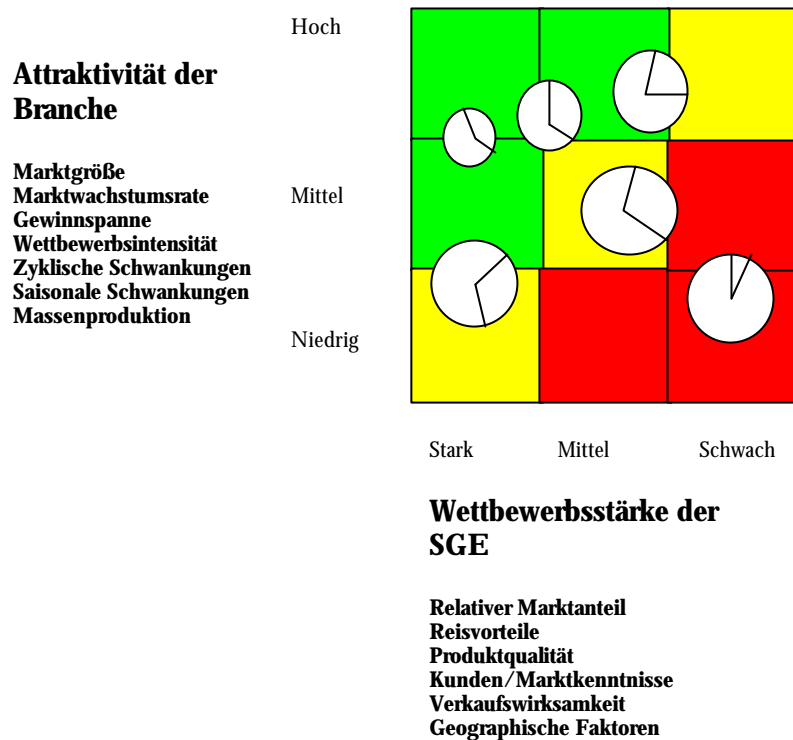 Hoch
Attraktivität der
Branche
Marktgröße
Marktwachstumsrate
Gewinnspanne
Wettbewerbsintensität
Zyklische Schwankungen
Saisonale Schwankungen
Massenproduktion
Mittel
Niedrig
Stark
Mittel
Schwach
Wettbewerbsstärke der
SGE
Relativer Marktanteil
Reisvorteile
Produktqualität
Kunden/Marktkenntnisse
Verkaufswirksamkeit
Geographische Faktoren